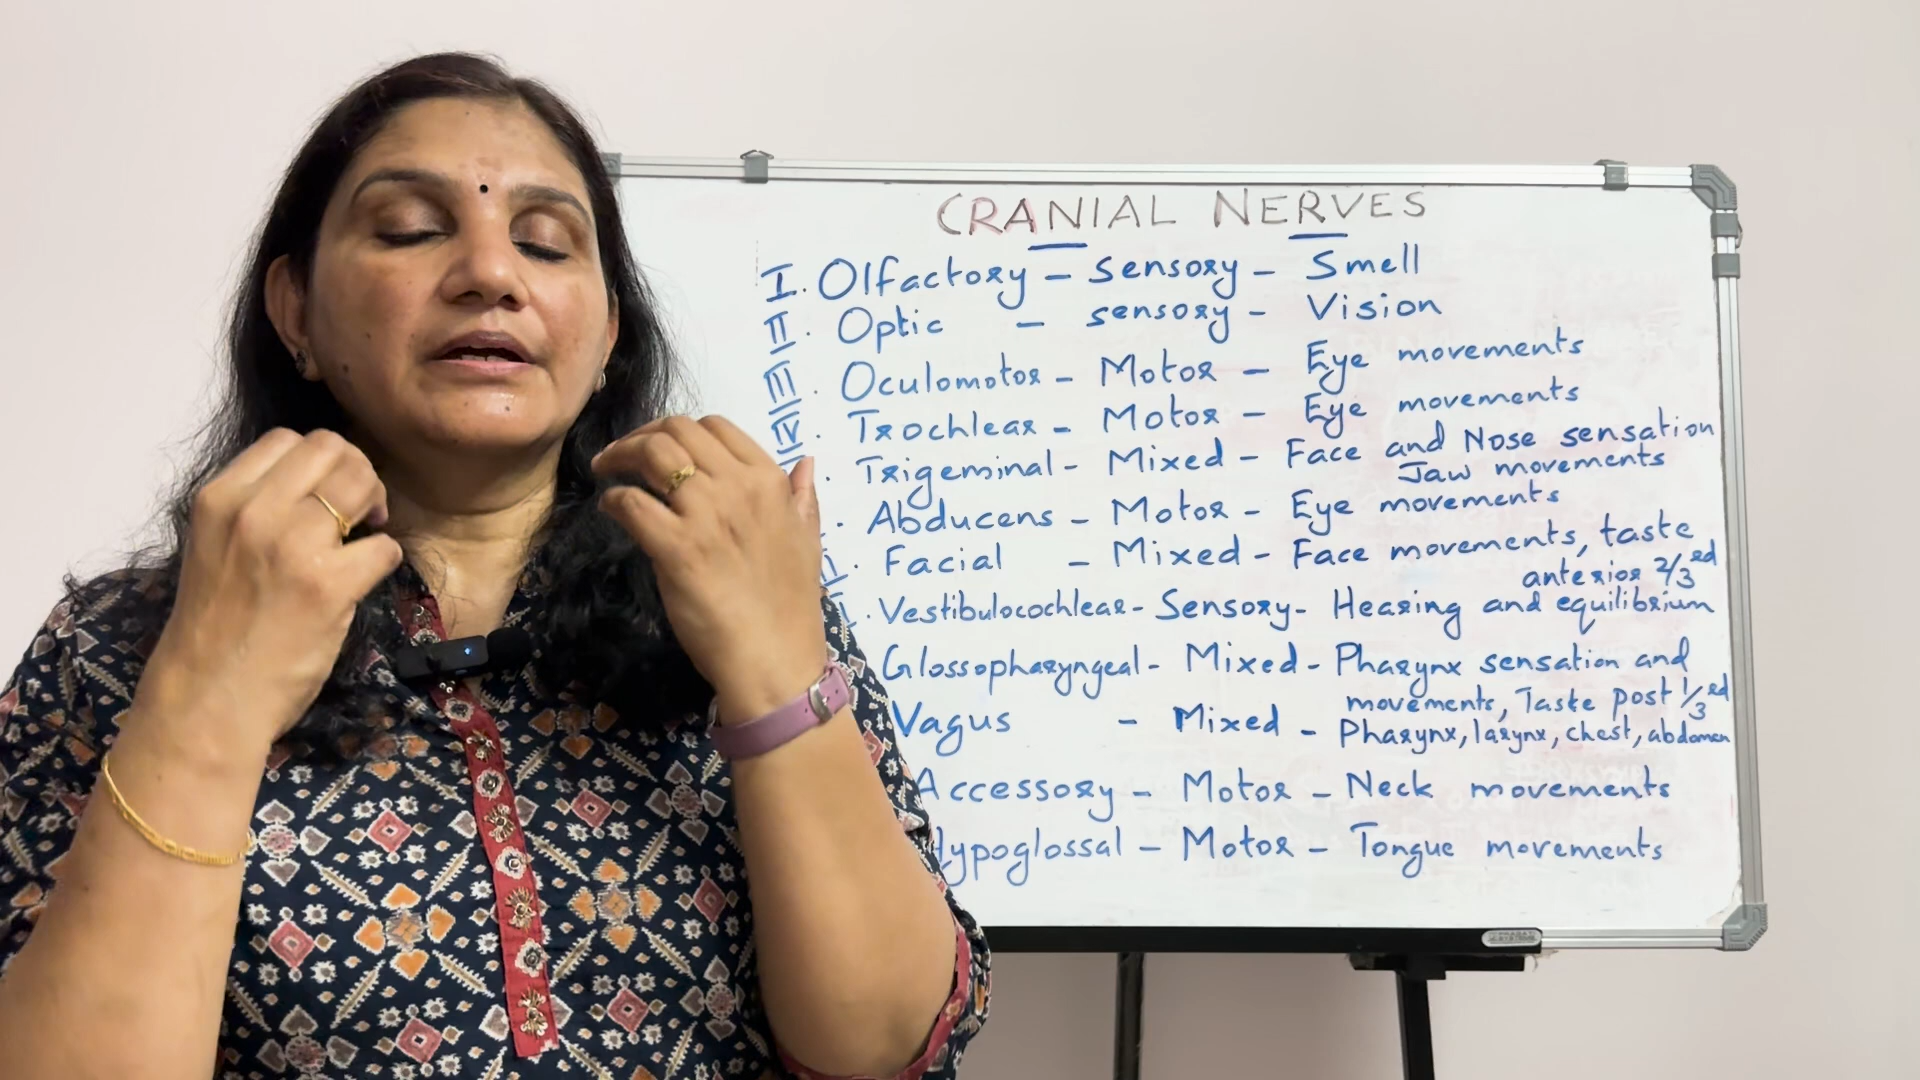 CRANIAL NERVES
I. Olfactory - Sensory - Smell
II. Optic - sensory - Vision
III. Oculomotor - Motor - Eye movements
IV. Trochlear - Motor - Eye movements
. Trigeminal - Mixed - Face and Nose sensation
Jaw movements
. Abducens - Motor - Eye movements
. Facial - Mixed - Face movements, taste
anterior 2/3rd
. Vestibulocochlear - Sensory - Hearing and equilibrium
Glossopharyngeal - Mixed - Pharynx sensation and
movements, Taste post 1/3rd
Vagus - Mixed - Pharynx, larynx, chest, abdomen
Accessory - Motor - Neck movements
Hypoglossal - Motor - Tongue movements